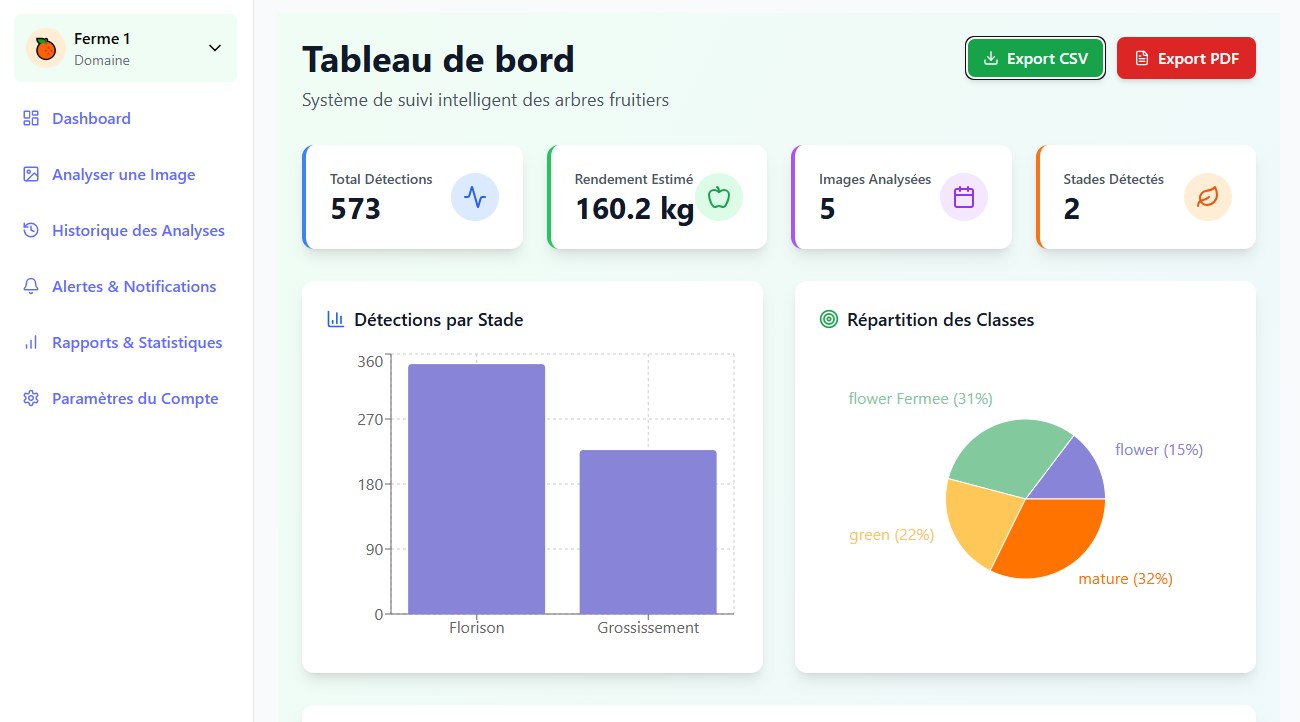 Ferme 1
Domaine
Dashboard
Analyser une Image
Historique des Analyses
Alertes & Notifications
Rapports & Statistiques
Paramètres du Compte
Tableau de bord
Système de suivi intelligent des arbres fruitiers
Export CSV
Export PDF
Total Détections
573
Rendement Estimé
160.2 kg
Images Analysées
5
Stades Détectés
2
Détections par Stade
360
270
180
90
0
Florison
Grossissement
Répartition des Classes
flower Fermee (31%)
flower (15%)
green (22%)
mature (32%)